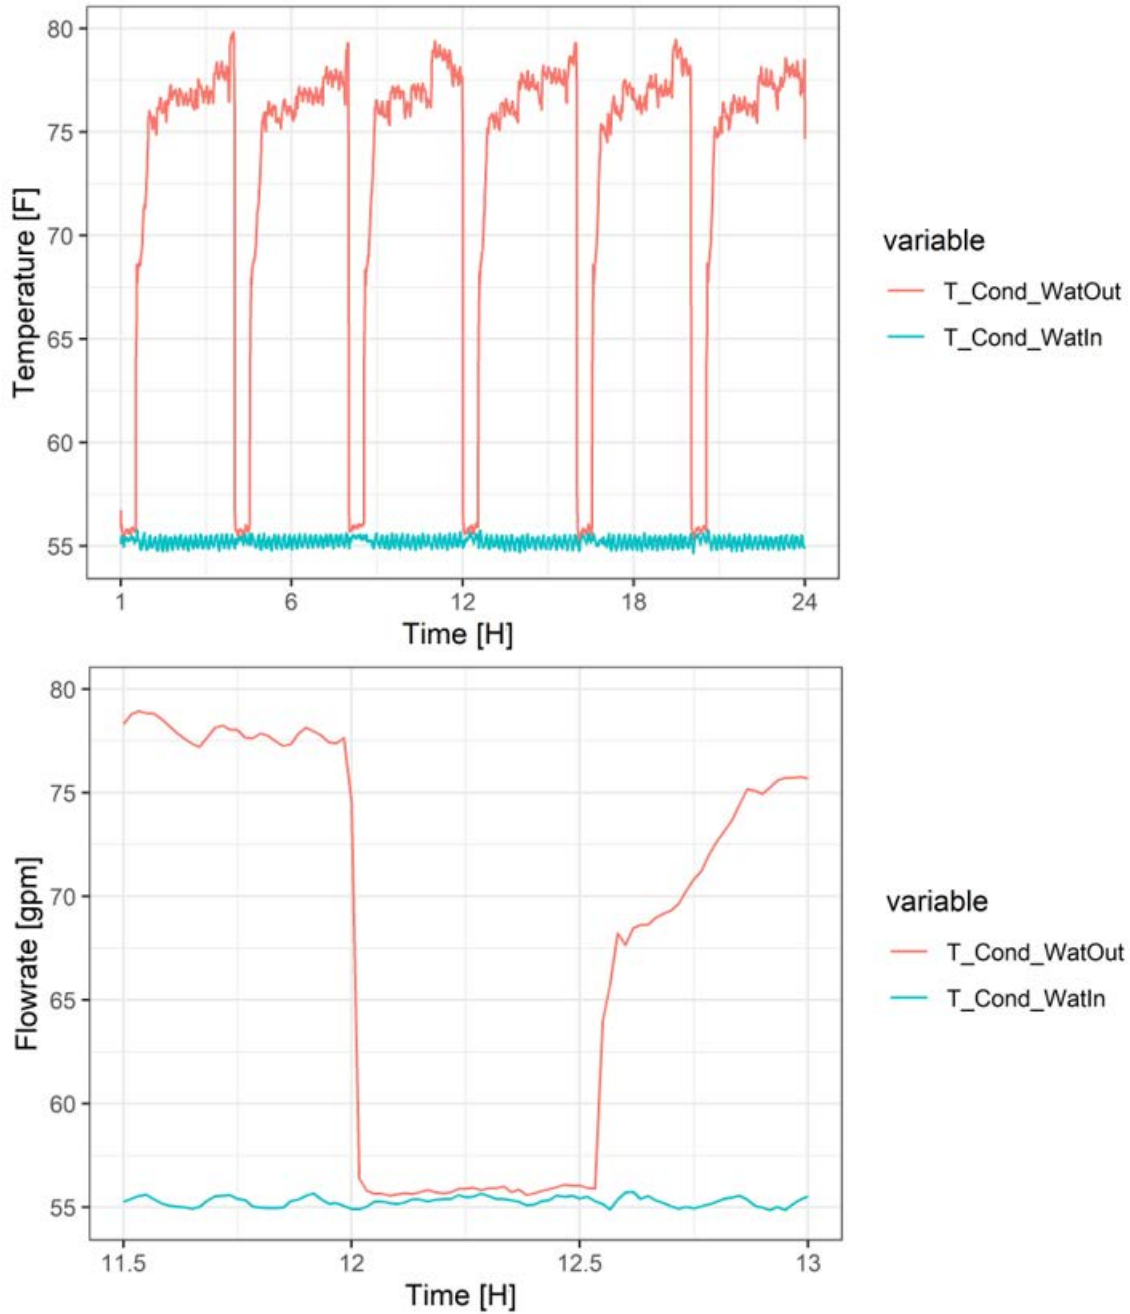 80
75
70
65
60
55
Temperature [F]
1 6 12 18 24
Time [H]
variable
T_Cond_WatOut
T_Cond_WatIn
80
75
70
65
60
55
Flowrate [gpm]
11.5 12 12.5 13
Time [H]
variable
T_Cond_WatOut
T_Cond_WatIn